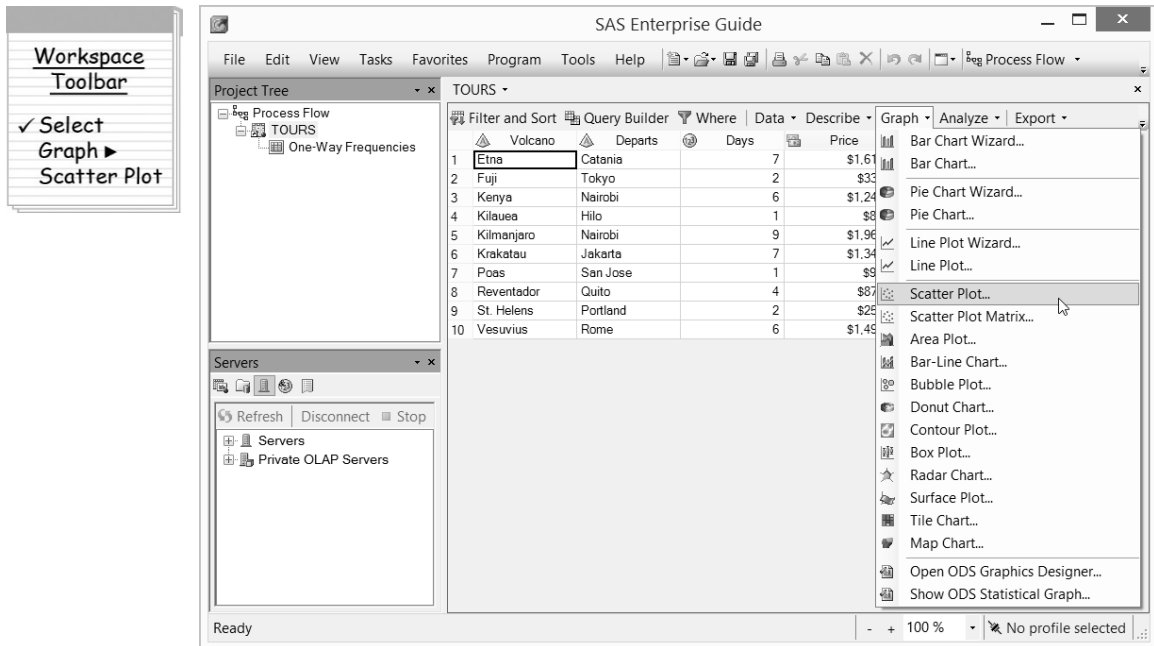 Workspace
Toolbar
✓ Select
Graph ►
Scatter Plot
SAS Enterprise Guide
File Edit View Tasks Favorites Program Tools Help Process Flow
Project Tree
Process Flow
TOURS
One-Way Frequencies
Servers
Refresh Disconnect Stop
Servers
Private OLAP Servers
TOURS
Filter and Sort Query Builder Where Data Describe Graph Analyze Export
Volcano Departs Days Price
1 Etna Catania 7 $1,61
2 Fuji Tokyo 2 $33
3 Kenya Nairobi 6 $1,24
4 Kilauea Hilo 1 $8
5 Kilmanjaro Nairobi 9 $1,96
6 Krakatau Jakarta 7 $1,34
7 Poas San Jose 1 $9
8 Reventador Quito 4 $87
9 St. Helens Portland 2 $25
10 Vesuvius Rome 6 $1,49
Bar Chart Wizard...
Bar Chart...
Pie Chart Wizard...
Pie Chart...
Line Plot Wizard...
Line Plot...
Scatter Plot...
Scatter Plot Matrix...
Area Plot...
Bar-Line Chart...
Bubble Plot...
Donut Chart...
Contour Plot...
Box Plot...
Radar Chart...
Surface Plot...
Tile Chart...
Map Chart...
Open ODS Graphics Designer...
Show ODS Statistical Graph...
Ready - + 100 % No profile selected